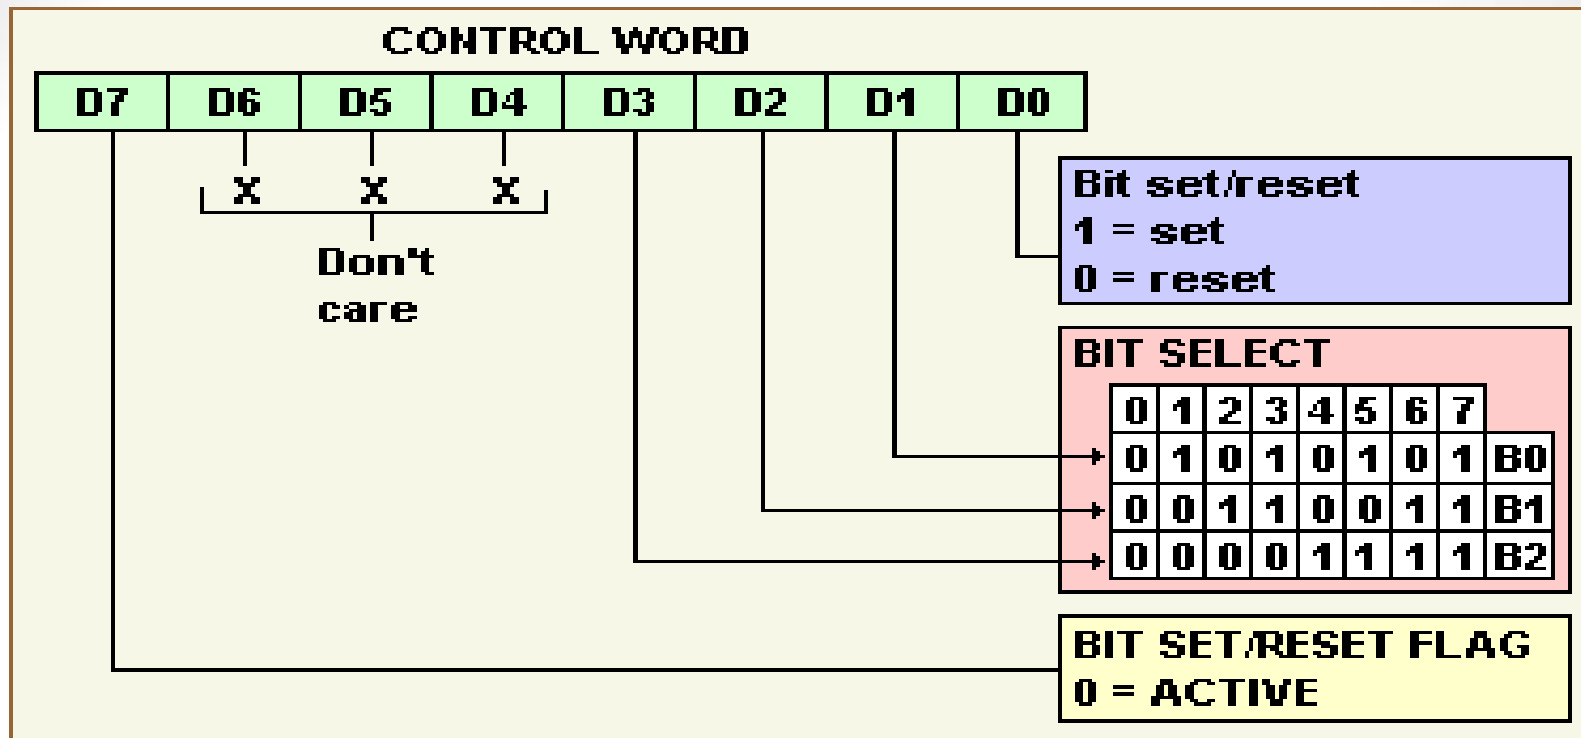 CONTROL WORD
D7 D6 D5 D4 D3 D2 D1 D0
X X X
Don't
care
Bit set/reset
1 = set
0 = reset
BIT SELECT
0 1 2 3 4 5 6 7
0 1 0 1 0 1 0 1 B0
0 0 1 1 0 0 1 1 B1
0 0 0 0 1 1 1 1 B2
BIT SET/RESET FLAG
0 = ACTIVE